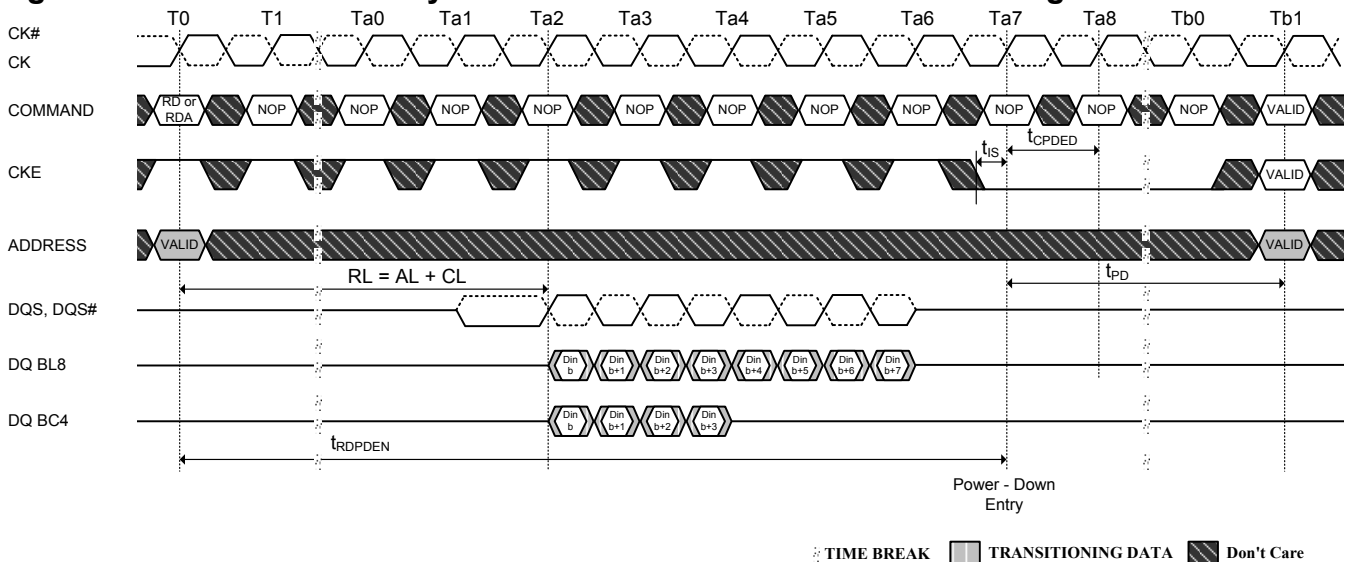 T0 T1 Ta0 Ta1 Ta2 Ta3 Ta4 Ta5 Ta6 Ta7 Ta8 Tb0 Tb1
CK#
CK
COMMAND
RD or
RDA
NOP NOP NOP NOP NOP NOP NOP NOP NOP NOP NOP VALID
tIS
tCPDED
CKE
VALID
ADDRESS
VALID VALID
RL = AL + CL
tPD
DQS, DQS#
DQ BL8
Din Din Din Din Din Din Din Din
b b+1 b+2 b+3 b+4 b+5 b+6 b+7
DQ BC4
Din Din Din Din
b b+1 b+2 b+3
tRDPDEN
Power - Down
Entry
TIME BREAK TRANSITIONING DATA Don't Care